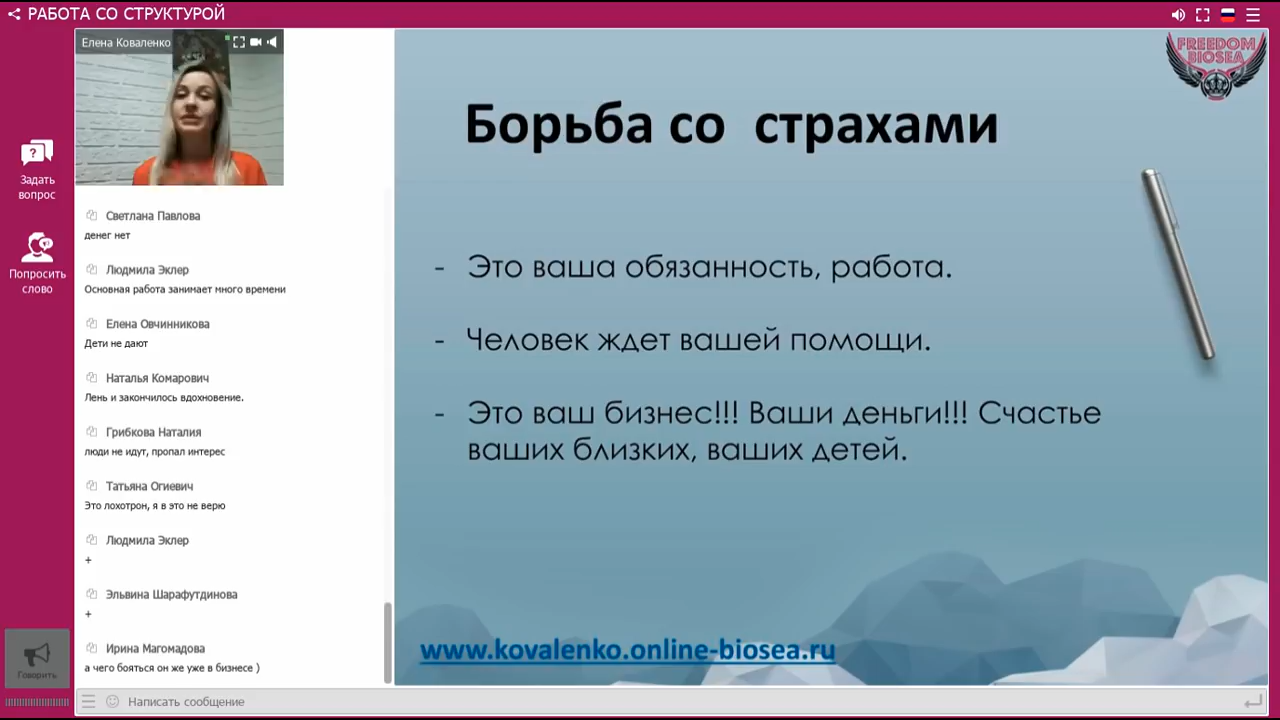 РАБОТА СО СТРУКТУРОЙ
Елена Коваленко
Задать
вопрос
Попросить
слово
Говорить
Светлана Павлова
денег нет
Людмила Эклер
Основная работа занимает много времени
Елена Овчинникова
Дети не дают
Наталья Комарович
Лень и закончилось вдохновение.
Грибкова Наталия
люди не идут, пропал интерес
Татьяна Огиевич
Это лохотрон, я в это не верю
Людмила Эклер
+
Эльвина Шарафутдинова
+
Ирина Магомадова
а чего бояться он же уже в бизнесе )
Написать сообщение
FREEDOM
BIOSEA
Борьба со страхами
- Это ваша обязанность, работа.
- Человек ждет вашей помощи.
- Это ваш бизнес!!! Ваши деньги!!! Счастье
ваших близких, ваших детей.
www.kovalenko.online-biosea.ru